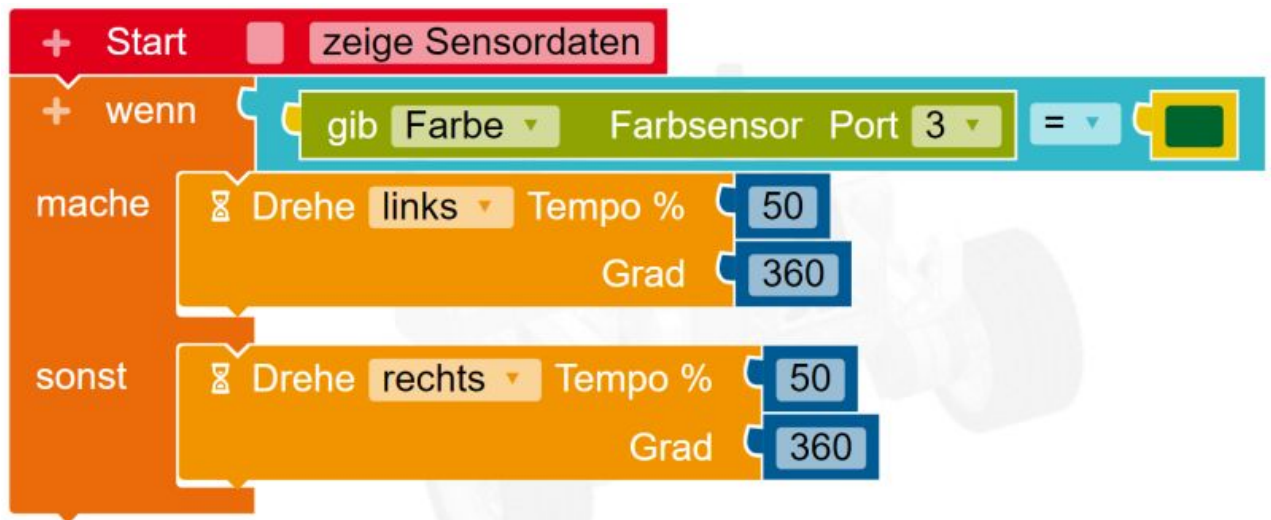 + Start zeige Sensordaten
+ wenn gib Farbe Farbsensor Port 3 =
mache Drehe links Tempo % 50
Grad 360
sonst Drehe rechts Tempo % 50
Grad 360